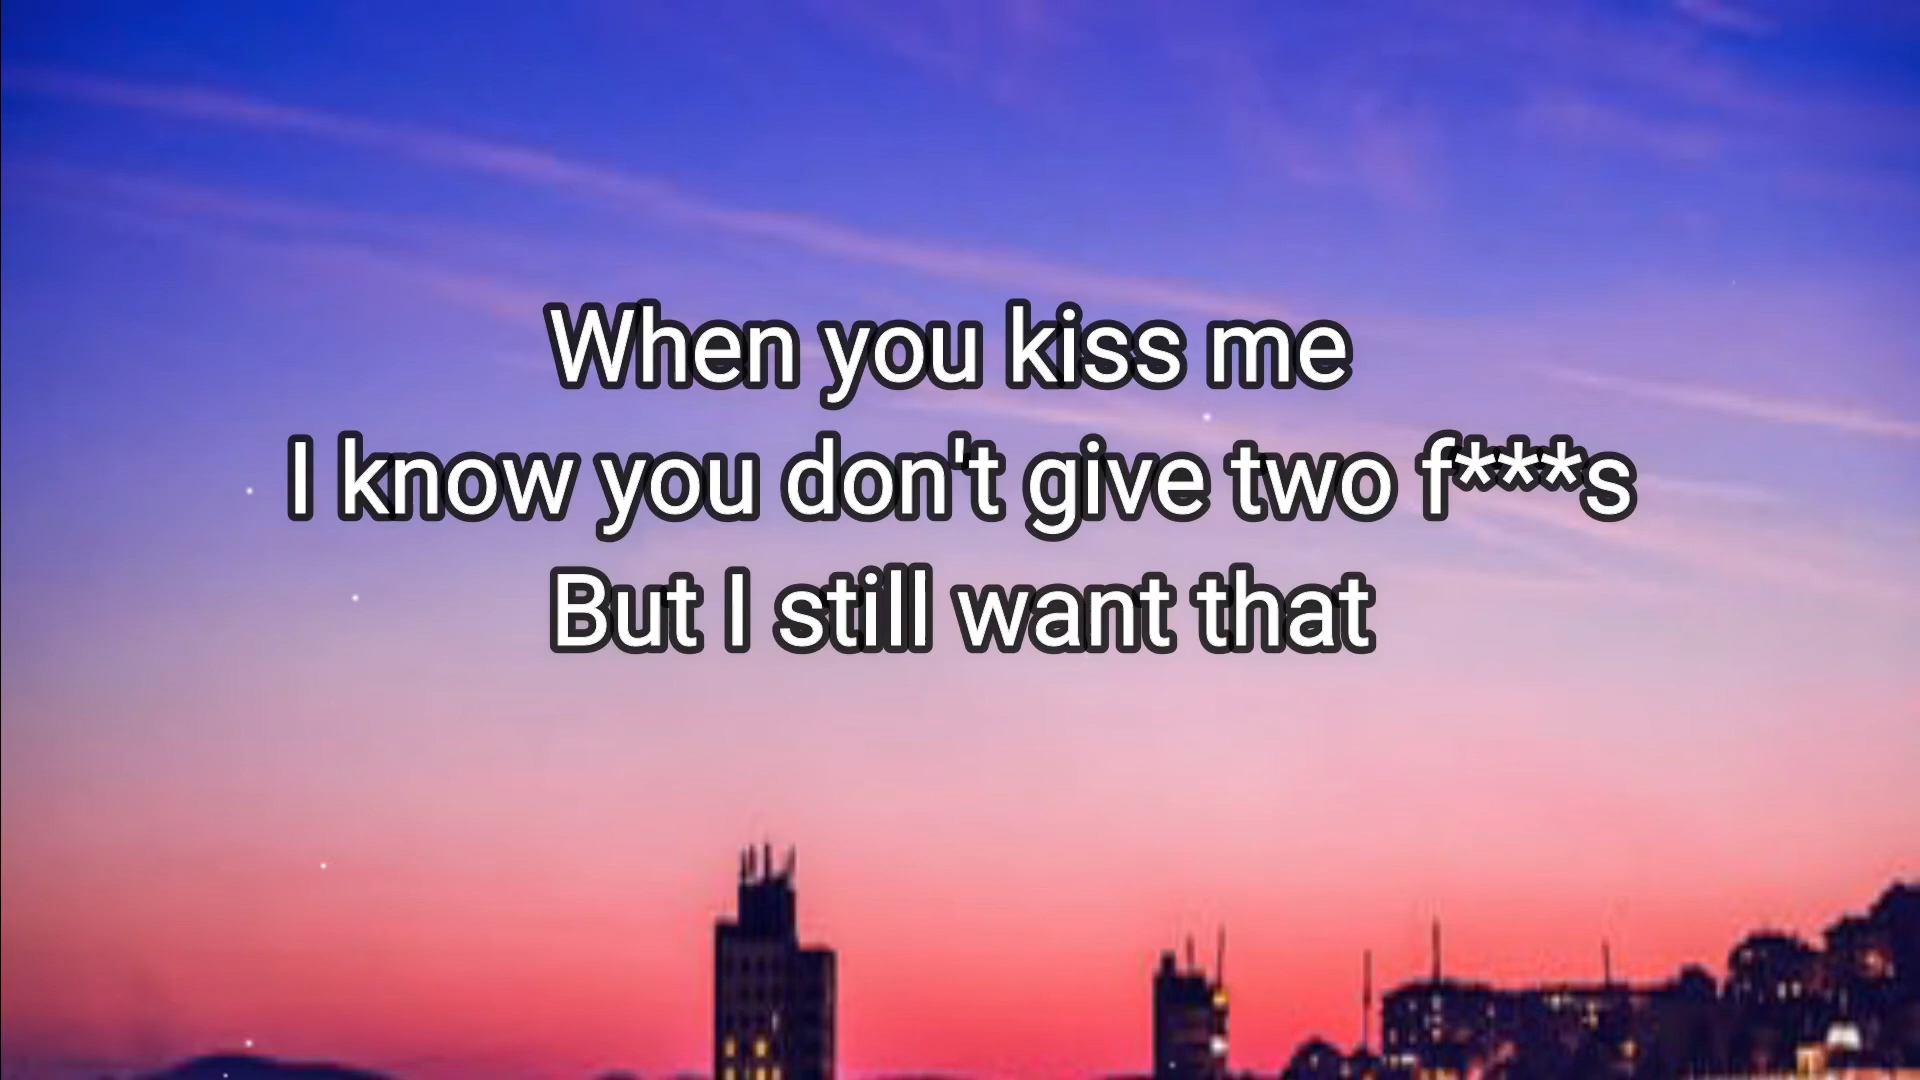 When you kiss me
I know you don't give two f***s
But I still want that